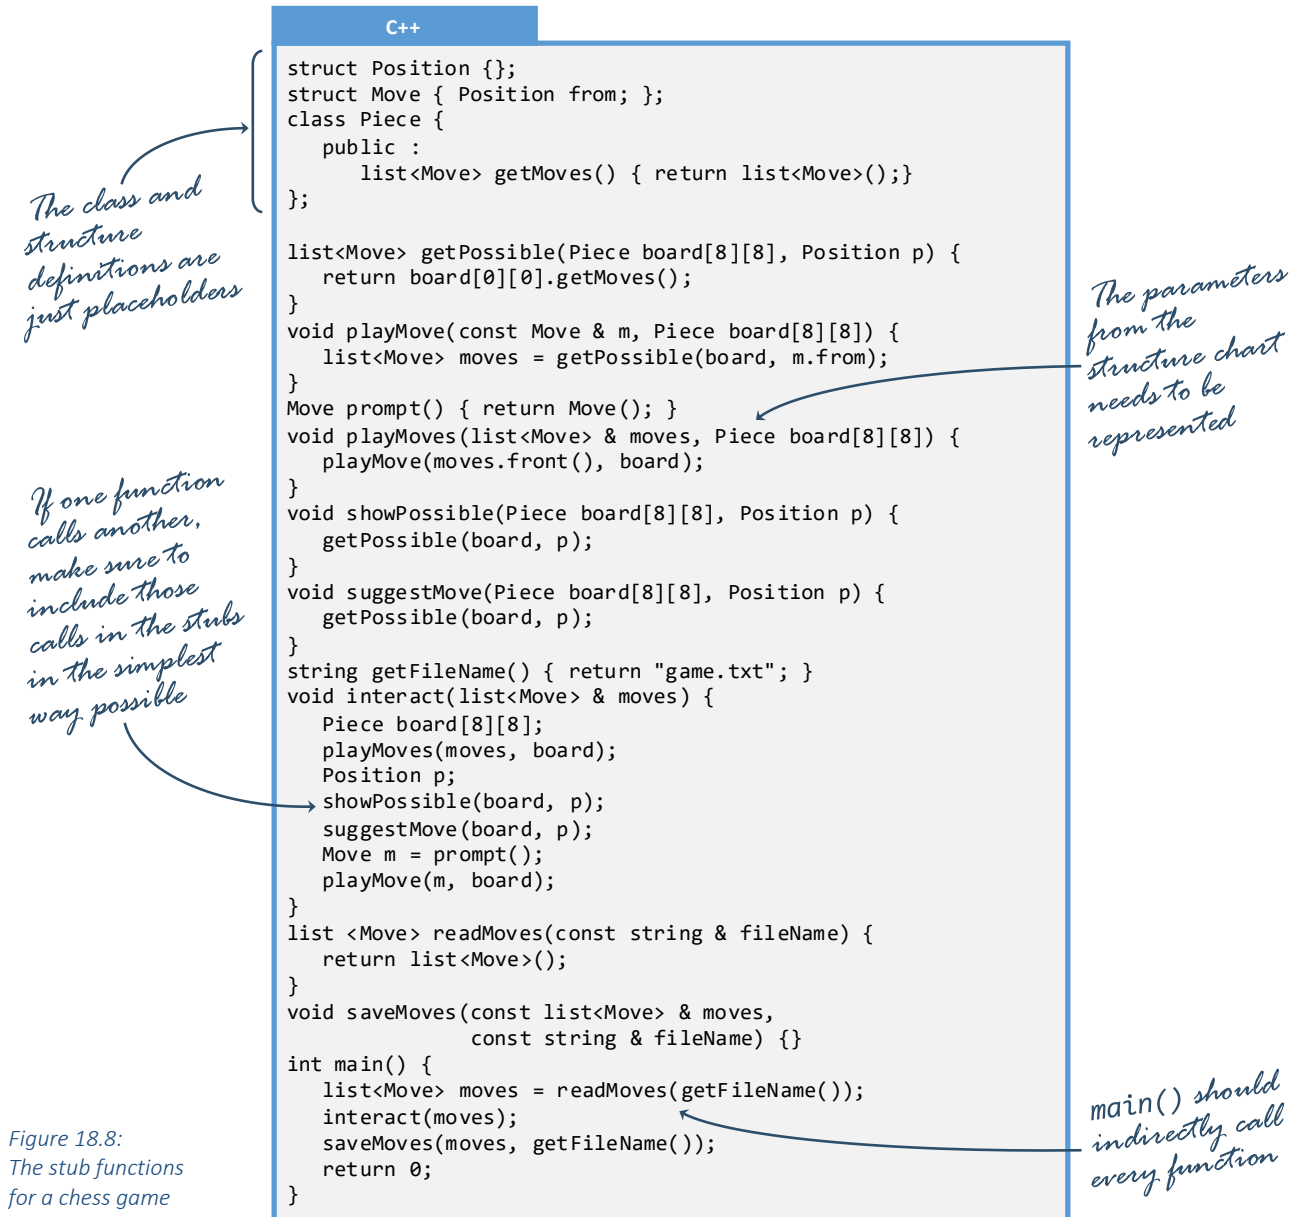 C++
struct Position {};
struct Move { Position from; };
class Piece {
   public :
      list<Move> getMoves() { return list<Move>();}
};
list<Move> getPossible(Piece board[8][8], Position p) {
   return board[0][0].getMoves();
}
void playMove(const Move & m, Piece board[8][8]) {
   list<Move> moves = getPossible(board, m.from);
}
Move prompt() { return Move(); }
void playMoves(list<Move> & moves, Piece board[8][8]) {
   playMove(moves.front(), board);
}
void showPossible(Piece board[8][8], Position p) {
   getPossible(board, p);
}
void suggestMove(Piece board[8][8], Position p) {
   getPossible(board, p);
}
string getFileName() { return "game.txt"; }
void interact(list<Move> & moves) {
   Piece board[8][8];
   playMoves(moves, board);
   Position p;
   showPossible(board, p);
   suggestMove(board, p);
   Move m = prompt();
   playMove(m, board);
}
list <Move> readMoves(const string & fileName) {
   return list<Move>();
}
void saveMoves(const list<Move> & moves,
               const string & fileName) {}
int main() {
   list<Move> moves = readMoves(getFileName());
   interact(moves);
   saveMoves(moves, getFileName());
   return 0;
}
The class and
structure
definitions are
just placeholders
If one function
calls another,
make sure to
include those
calls in the stubs
in the simplest
way possible
The parameters
from the
structure chart
needs to be
represented
main() should
indirectly call
every function
Figure 18.8:
The stub functions
for a chess game